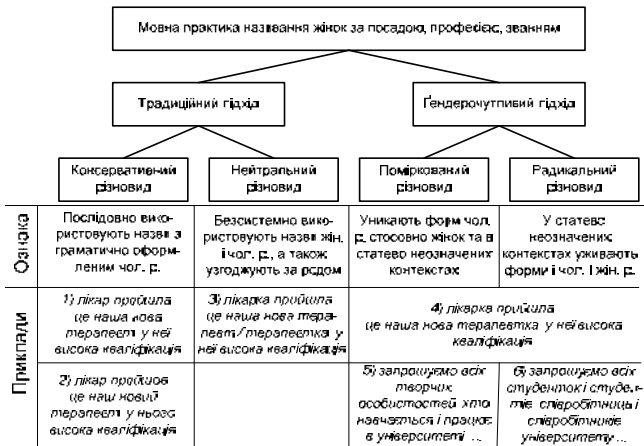 Мовна практика називання жінок за посадою, професією, званням
Традиційний підхід
Ґендерочутливий підхід
Консервативний
різновид
Нейтральний
різновид
Поміркований
різновид
Радикальний
різновид
Ознака
Послідовно вико-
ристовують назви з
граматично оформ-
леним чол. р.
Безсистемно вико-
ристовують назви жін.
і чол. р., а також
узгоджують за родом
Уникають форм чол.
р. стосовно жінок та в
статево неозначених
контекстах
У статево
неозначених
контекстах уживають
форми і чол. і жін. р.
Приклади
1) лікар прийшла
це наша нова
терапевт у неї
висока кваліфікація
3) лікарка прийшла
це наша нова тера-
певт/терапевтка у
неї висока кваліфікація
4) лікарка прийшла
це наша нова терапевтка у неї висока
кваліфікація
2) лікар прийшов
це наш новий
терапевт у нього
висока кваліфікація
5) запрошуємо всіх
творчих
особистостей хто
навчається і працює
в університеті ...
6) запрошуємо всіх
студенток і студен-
тів співробітниць і
співробітників
університету ...